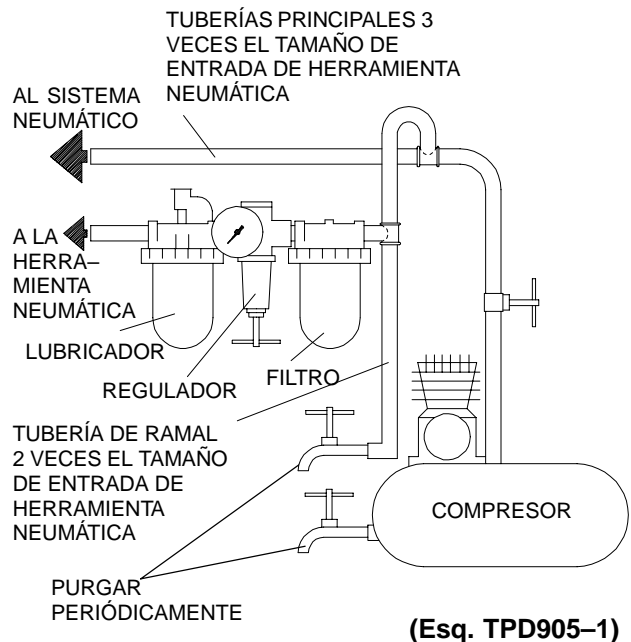 TUBERÍAS PRINCIPALES 3
VECES EL TAMAÑO DE
ENTRADA DE HERRAMIENTA
NEUMÁTICA
AL SISTEMA
NEUMÁTICO
A LA
HERRA–
MIENTA
NEUMÁTICA
LUBRICADOR
REGULADOR
FILTRO
TUBERÍA DE RAMAL
2 VECES EL TAMAÑO
DE ENTRADA DE
HERRAMIENTA
NEUMÁTICA
COMPRESOR
PURGAR
PERIÓDICAMENTE
(Esq. TPD905–1)